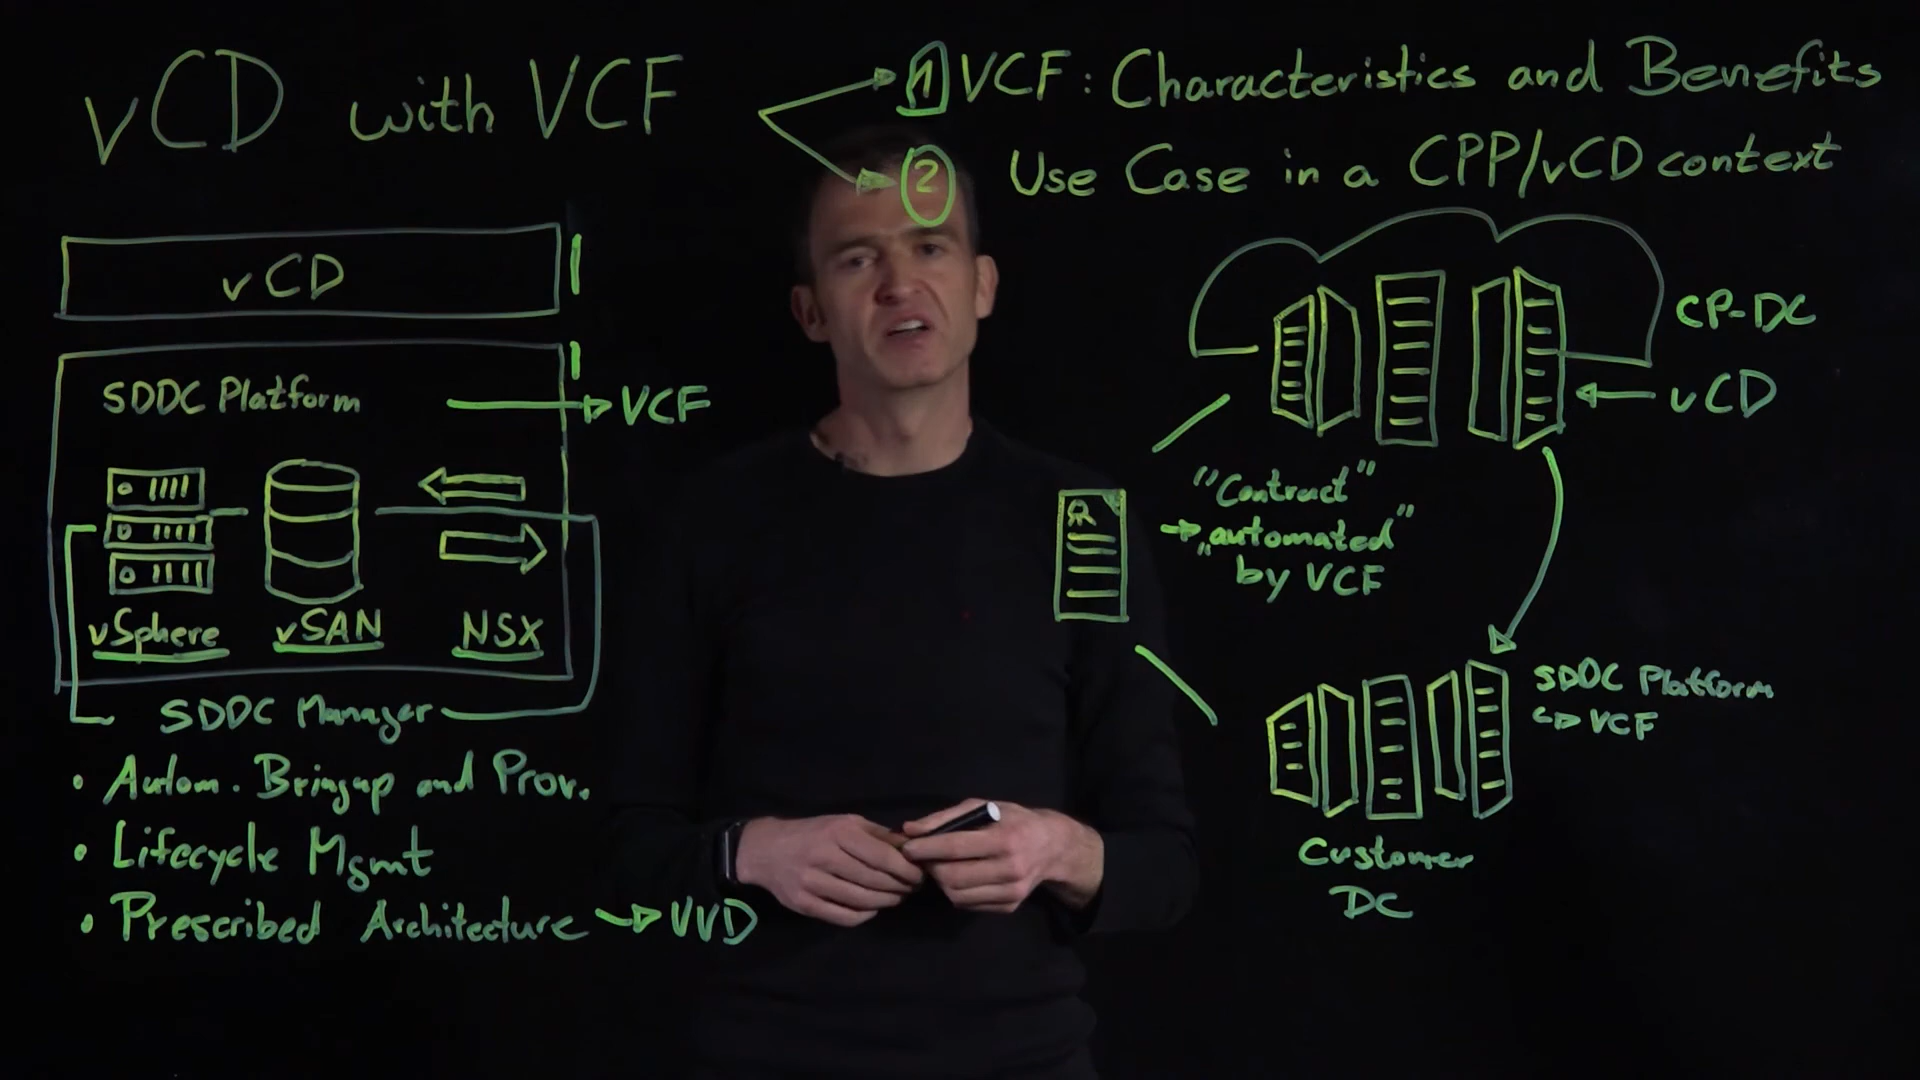 vCD with VCF
1 VCF: Characteristics and Benefits
2 Use Case in a CPP/vCD context
vCD
SDDC Platform
VCF
vSphere
vSAN
NSX
SDDC Manager
• Autom. Bringup and Prov.
• Lifecycle Mgmt
• Prescribed Architecture → VVD
CP-DC
vCD
"Contract"
→ „automated"
by VCF
SDDC Platform
↪ VCF
Customer
DC